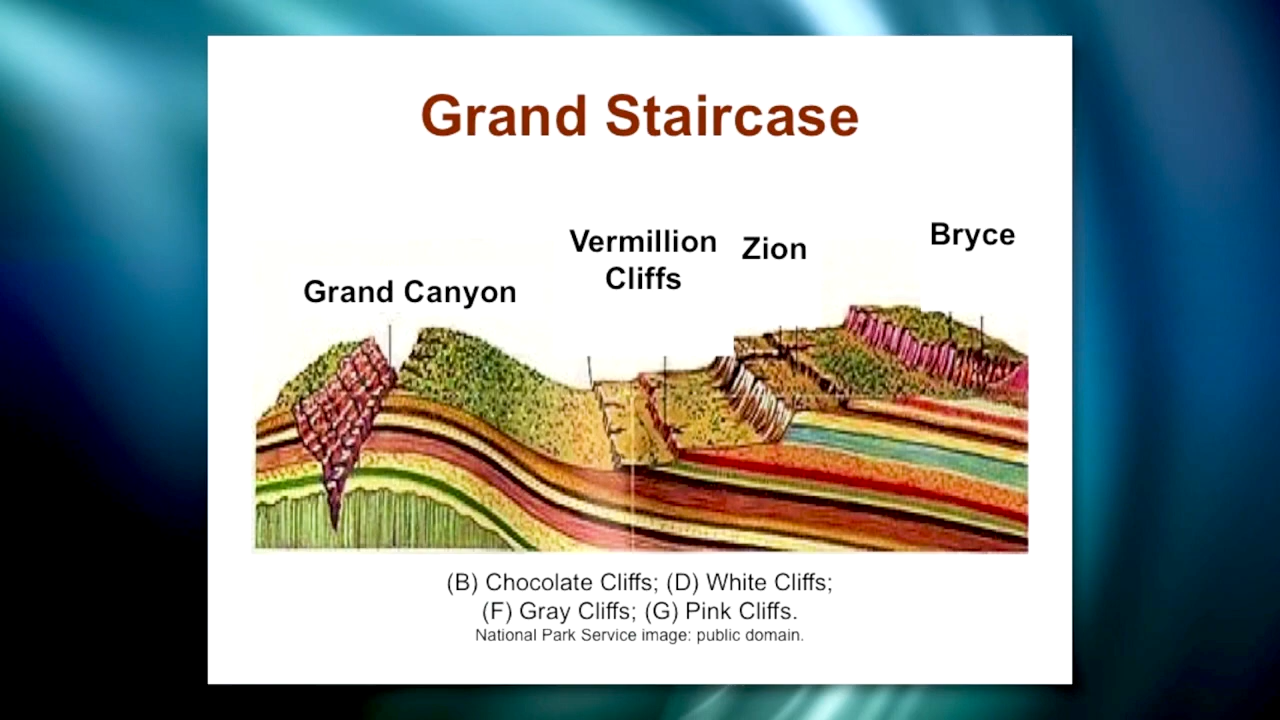 Grand Staircase
Vermillion
Cliffs
Zion
Bryce
Grand Canyon
(B) Chocolate Cliffs; (D) White Cliffs;
(F) Gray Cliffs; (G) Pink Cliffs.
National Park Service image: public domain.